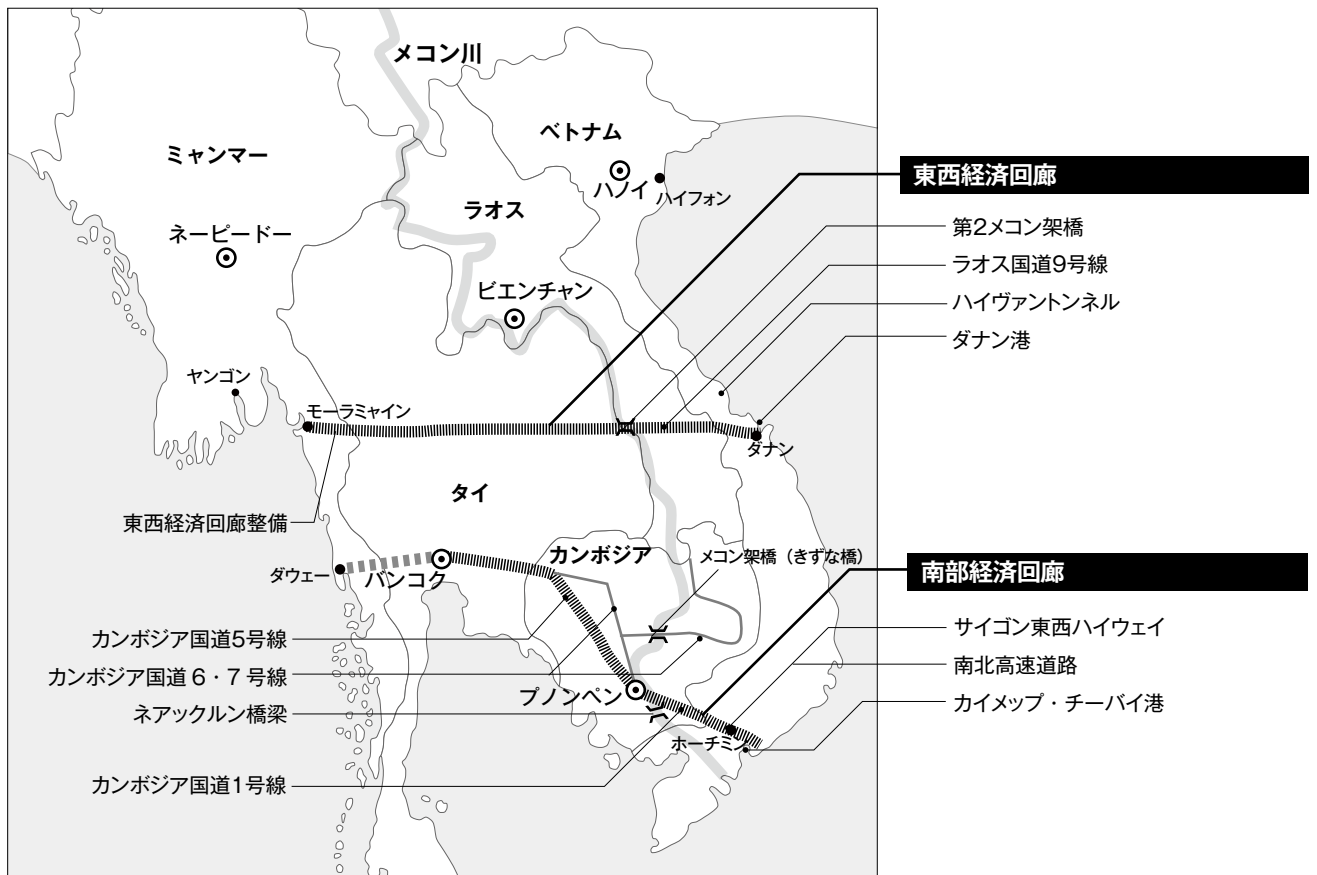 メコン川
ベトナム
ミャンマー
東西経済回廊
ハノイ
ハイフォン
ラオス
第2メコン架橋
ネーピードー
ラオス国道9号線
ビエンチャン
ハイヴァントンネル
ダナン港
ヤンゴン
モーラミャイン
ダナン
タイ
東西経済回廊整備
カンボジア
メコン架橋（きずな橋）
ダウェー
バンコク
南部経済回廊
カンボジア国道5号線
サイゴン東西ハイウェイ
南北高速道路
カンボジア国道6・7号線
プノンペン
カイメップ・チーバイ港
ネアックルン橋梁
ホーチミン
カンボジア国道1号線